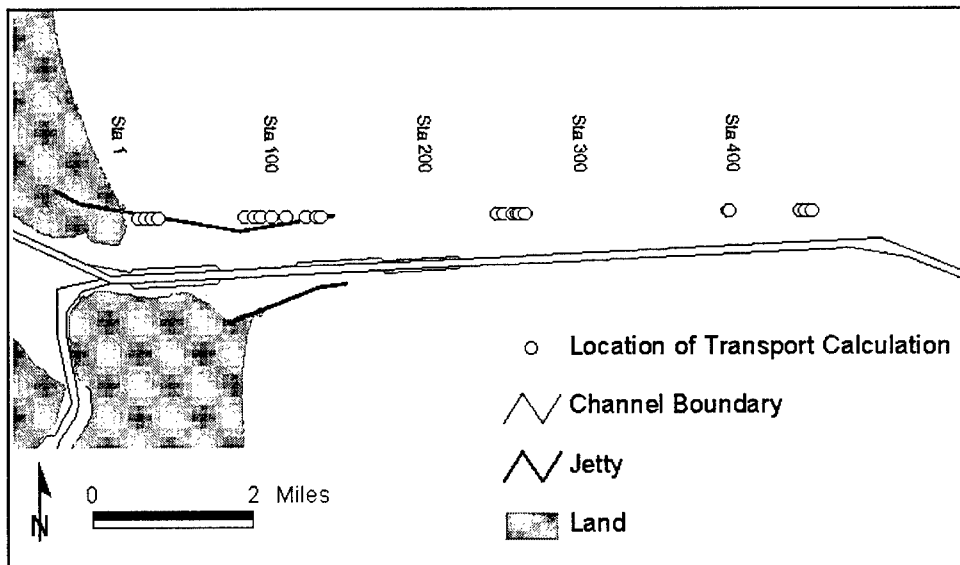 Sta 1
Sta 100
Sta 200
Sta 300
Sta 400
Location of Transport Calculation
Channel Boundary
Jetty
Land
0 2 Miles
N